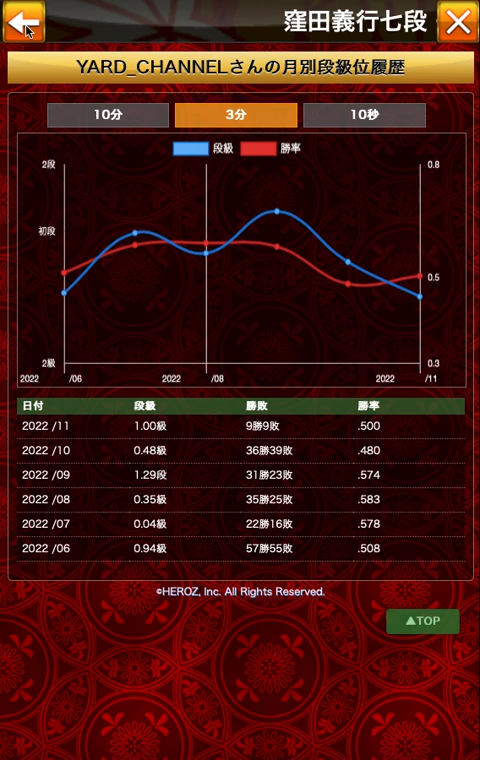 窪田義行七段
YARD_CHANNELさんの月別段級位履歴
10分 3分 10秒
段級 勝率
2段 0.8
初段
0.5
2級 0.3
2022 /06 2022 /08 2022 /11
日付 段級 勝敗 勝率
2022 /11 1.00級 9勝9敗 .500
2022 /10 0.48級 36勝39敗 .480
2022 /09 1.29段 31勝23敗 .574
2022 /08 0.35級 35勝25敗 .583
2022 /07 0.04級 22勝16敗 .578
2022 /06 0.94級 57勝55敗 .508
©HEROZ, Inc. All Rights Reserved.
▲TOP